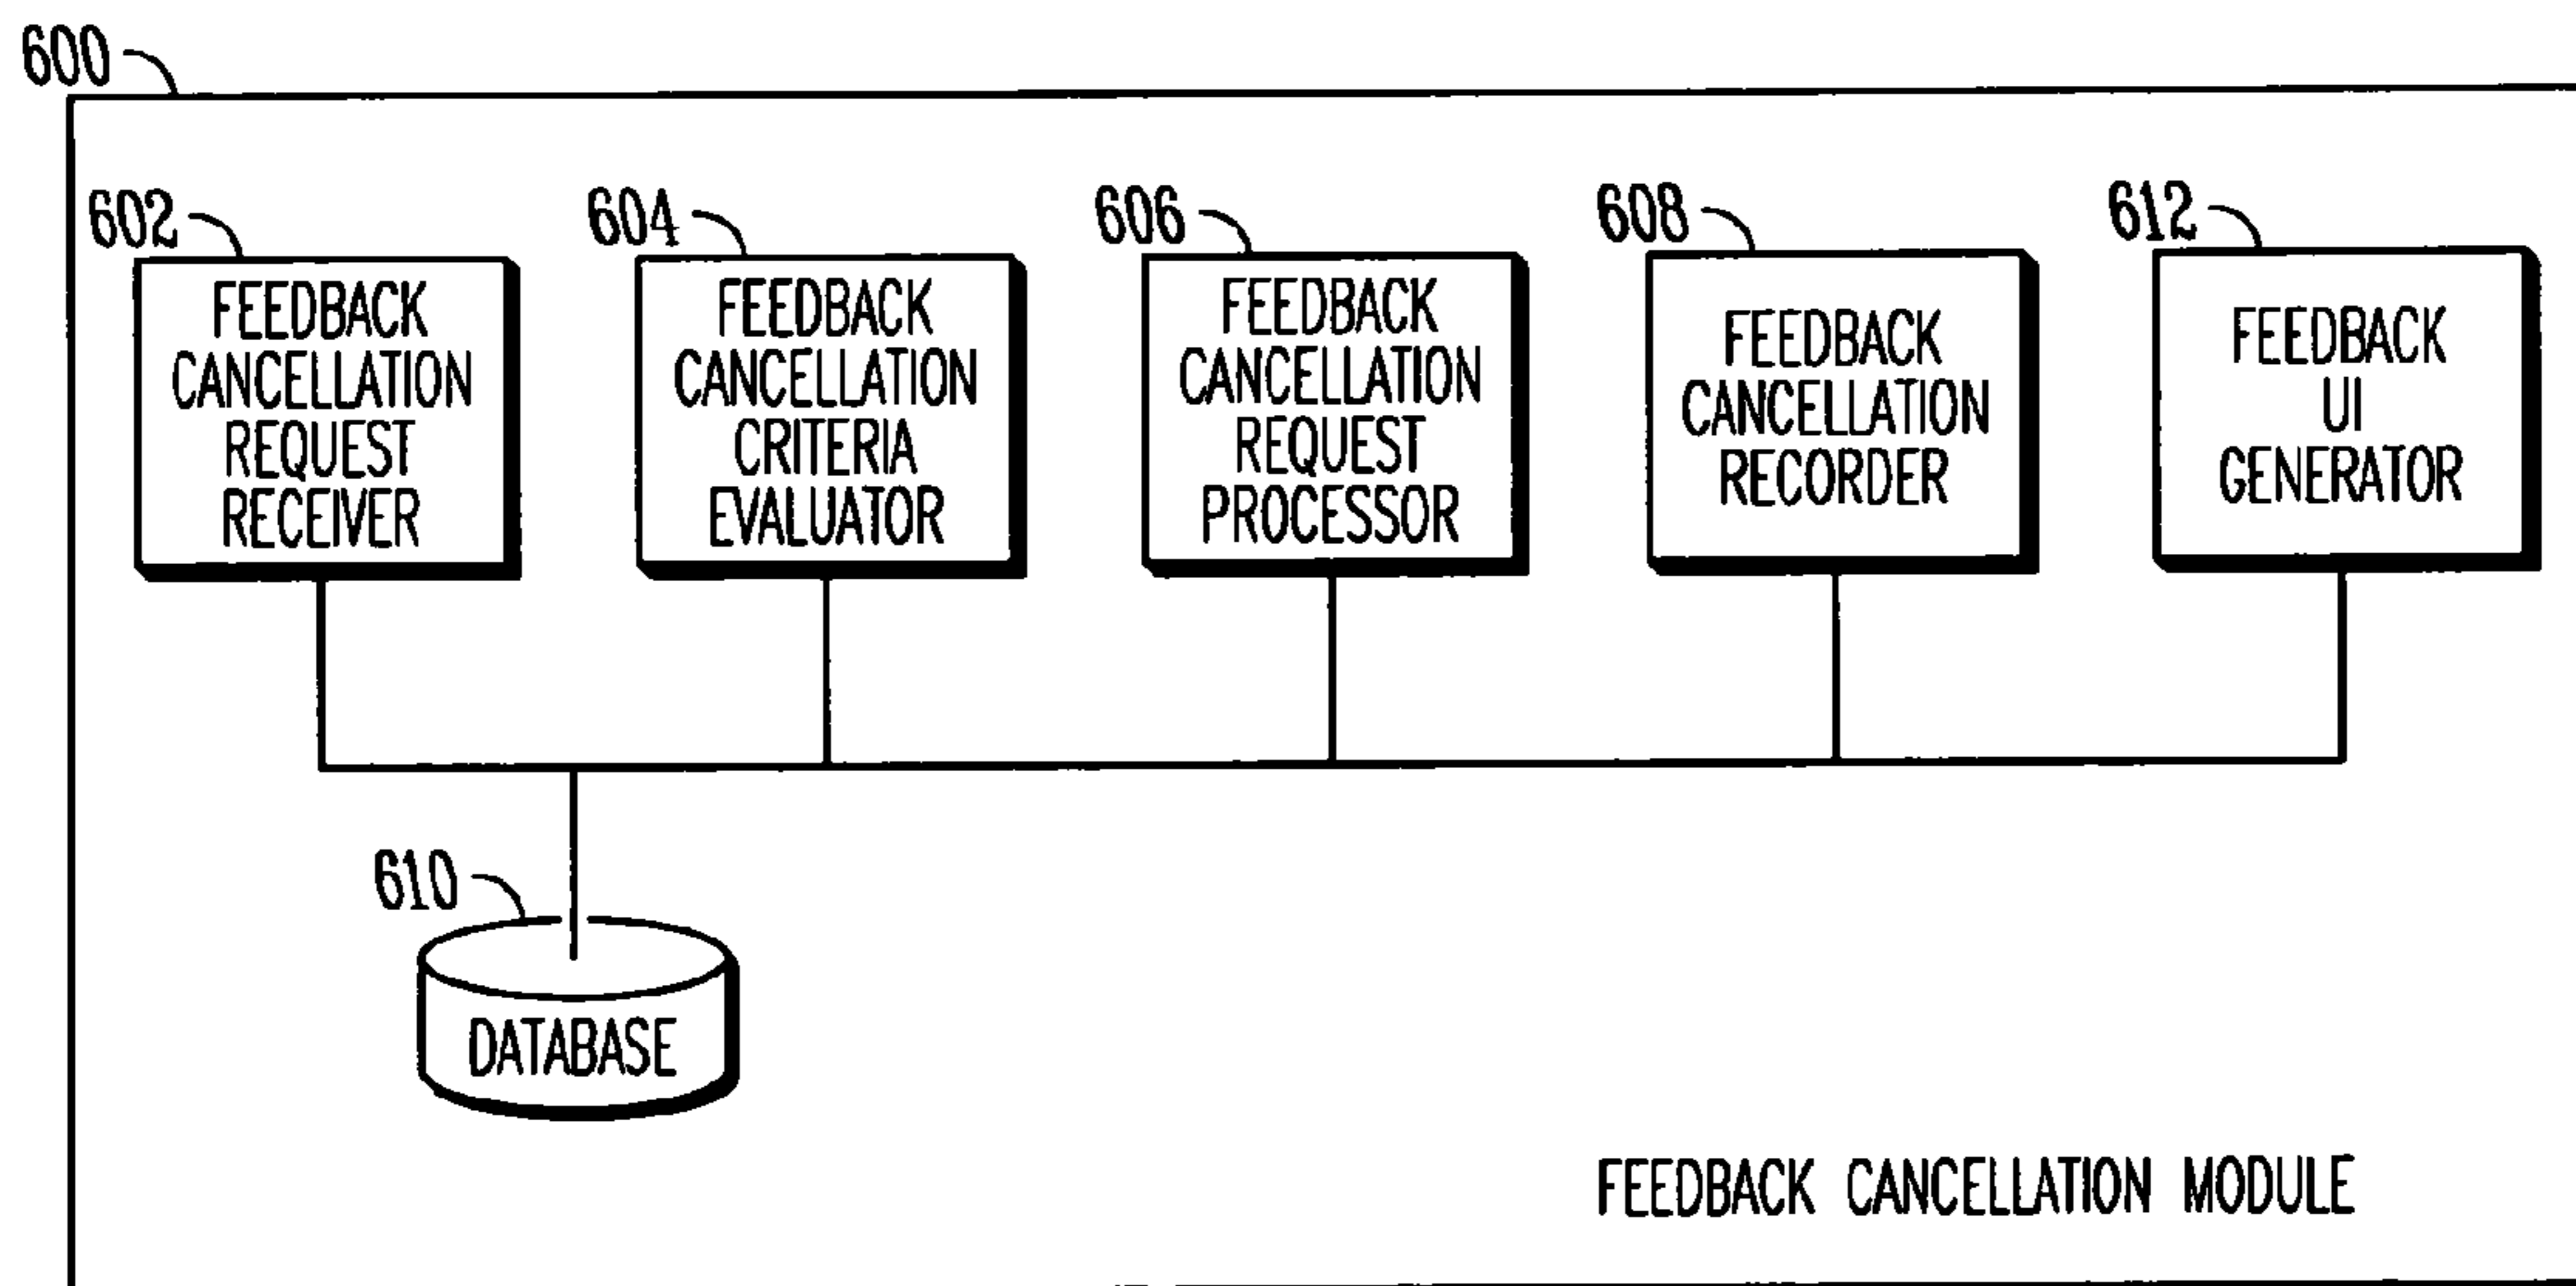 600
602
FEEDBACK
CANCELLATION
REQUEST
RECEIVER
604
FEEDBACK
CANCELLATION
CRITERIA
EVALUATOR
606
FEEDBACK
CANCELLATION
REQUEST
PROCESSOR
608
FEEDBACK
CANCELLATION
RECORDER
612
FEEDBACK
UI
GENERATOR
610
DATABASE
FEEDBACK CANCELLATION MODULE